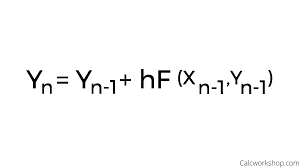 Yn = Yn-1 + hF (Xn-1,Yn-1)
Calcworkshop.com